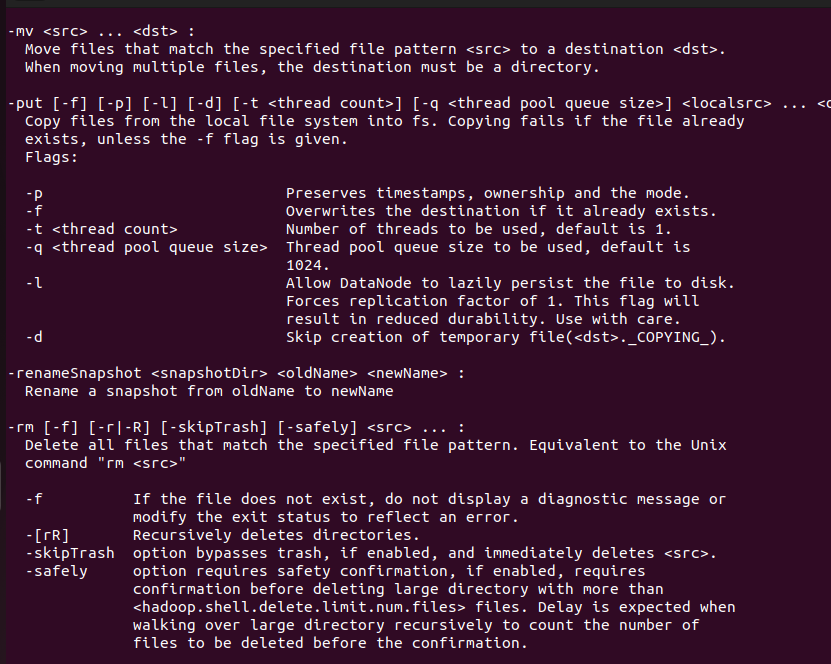 -mv <src> ... <dst> :
Move files that match the specified file pattern <src> to a destination <dst>.
When moving multiple files, the destination must be a directory.
-put [-f] [-p] [-l] [-d] [-t <thread count>] [-q <thread pool queue size>] <localsrc> ...
Copy files from the local file system into fs. Copying fails if the file already
exists, unless the -f flag is given.
Flags:
-p Preserves timestamps, ownership and the mode.
-f Overwrites the destination if it already exists.
-t <thread count> Number of threads to be used, default is 1.
-q <thread pool queue size> Thread pool queue size to be used, default is
1024.
-l Allow DataNode to lazily persist the file to disk.
Forces replication factor of 1. This flag will
result in reduced durability. Use with care.
-d Skip creation of temporary file(<dst>._COPYING_).
-renameSnapshot <snapshotDir> <oldName> <newName> :
Rename a snapshot from oldName to newName
-rm [-f] [-r|-R] [-skipTrash] [-safely] <src> ... :
Delete all files that match the specified file pattern. Equivalent to the Unix
command "rm <src>"
-f If the file does not exist, do not display a diagnostic message or
modify the exit status to reflect an error.
-[rR] Recursively deletes directories.
-skipTrash option bypasses trash, if enabled, and immediately deletes <src>.
-safely option requires safety confirmation, if enabled, requires
confirmation before deleting large directory with more than
<hadoop.shell.delete.limit.num.files> files. Delay is expected when
walking over large directory recursively to count the number of
files to be deleted before the confirmation.